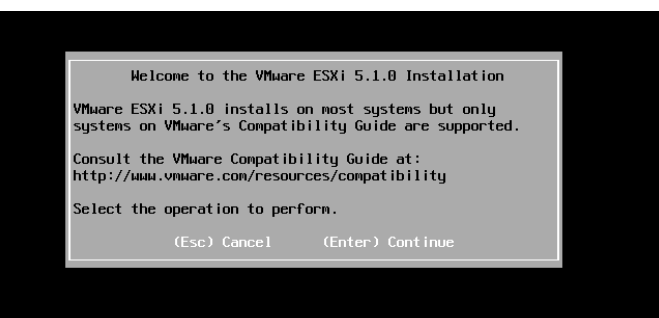 Welcome to the VMware ESXi 5.1.0 Installation
VMware ESXi 5.1.0 installs on most systems but only
systems on VMware's Compatibility Guide are supported.
Consult the VMware Compatibility Guide at:
http://www.vmware.com/resources/compatibility
Select the operation to perform.
(Esc) Cancel (Enter) Continue